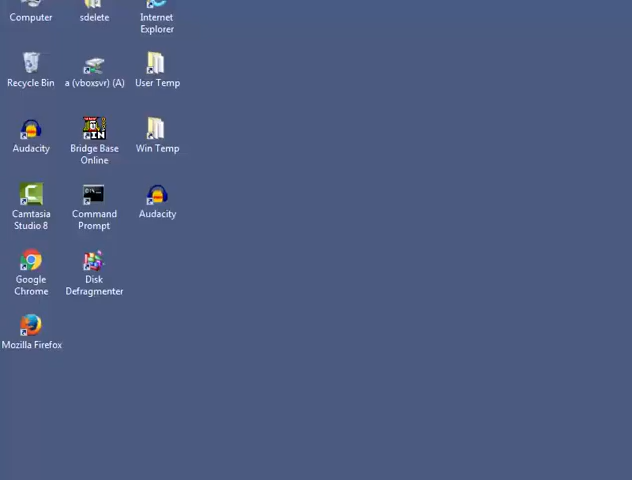 Computer
sdelete
Internet
Explorer
Recycle Bin
a (vboxsvr) (A)
User Temp
Audacity
Bridge Base
Online
Win Temp
Camtasia
Studio 8
Command
Prompt
Audacity
Google
Chrome
Disk
Defragmenter
Mozilla Firefox